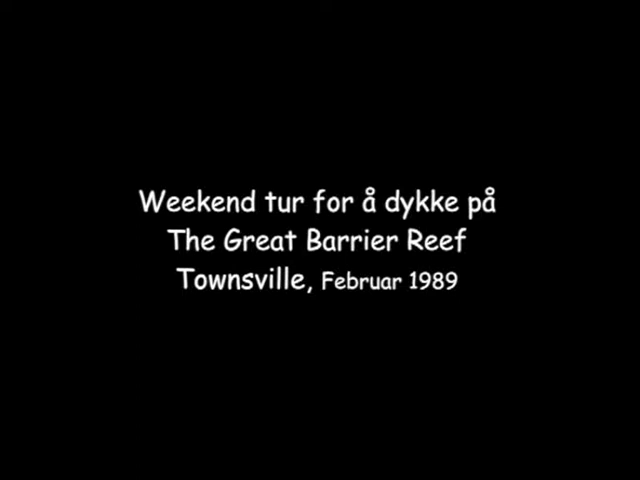 Weekend tur for å dykke på
The Great Barrier Reef
Townsville, Februar 1989